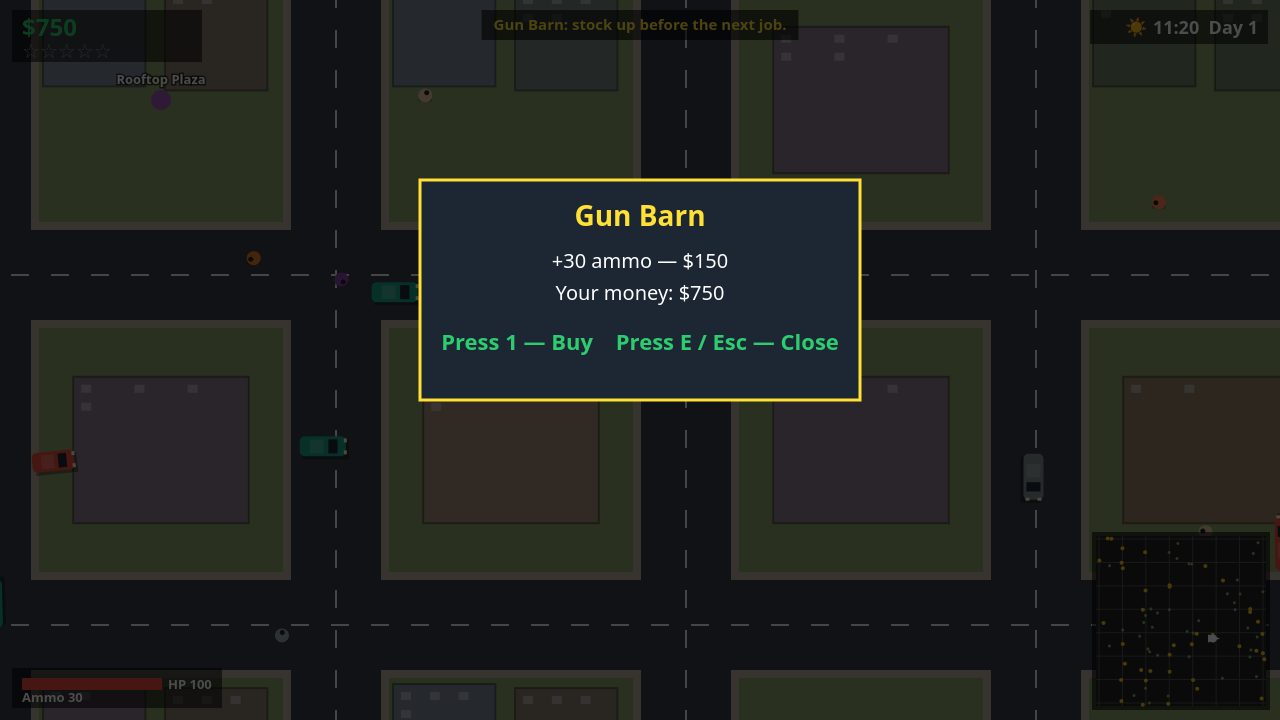 $750
☆☆☆☆☆
Gun Barn: stock up before the next job.
☀ 11:20 Day 1
Rooftop Plaza
Gun Barn
+30 ammo — $150
Your money: $750
Press 1 — Buy Press E / Esc — Close
HP 100
Ammo 30